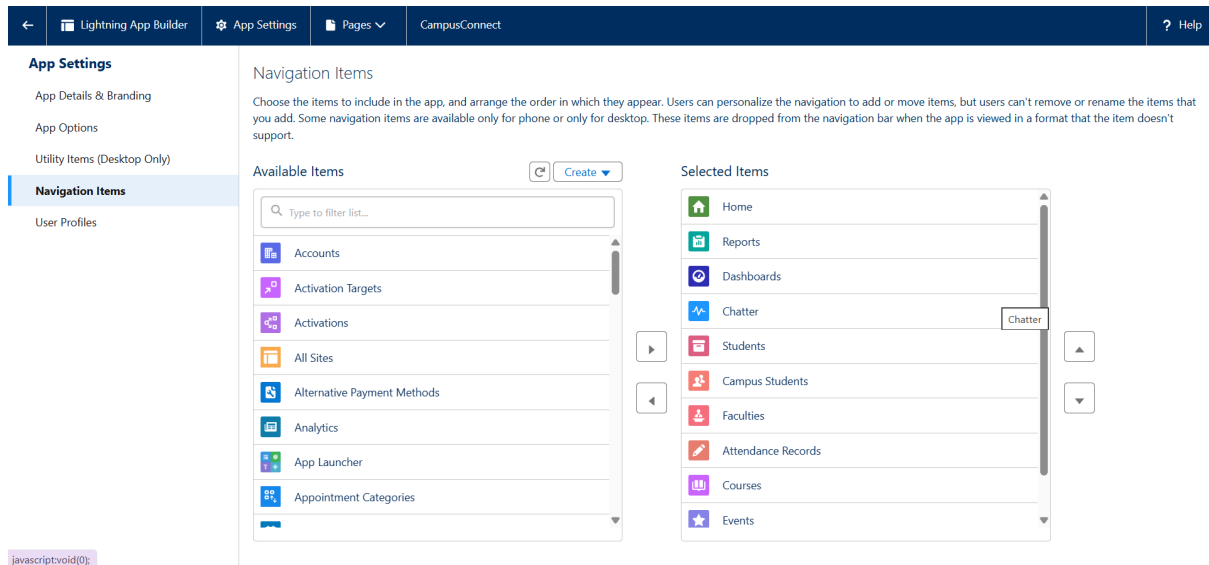 Lightning App Builder
App Settings
Pages
CampusConnect
? Help
App Settings
App Details & Branding
App Options
Utility Items (Desktop Only)
Navigation Items
User Profiles
Navigation Items
Choose the items to include in the app, and arrange the order in which they appear. Users can personalize the navigation to add or move items, but users can't remove or rename the items that
you add. Some navigation items are available only for phone or only for desktop. These items are dropped from the navigation bar when the app is viewed in a format that the item doesn't
support.
Available Items
Create
Type to filter list...
Accounts
Activation Targets
Activations
All Sites
Alternative Payment Methods
Analytics
App Launcher
Appointment Categories
Selected Items
Home
Reports
Dashboards
Chatter
Chatter
Students
Campus Students
Faculties
Attendance Records
Courses
Events
javascript:void(0);